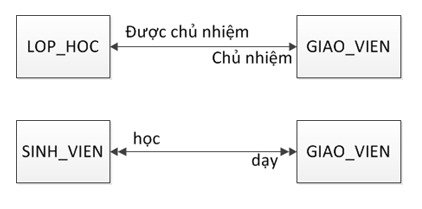 Được chủ nhiệm
LOP_HOC
GIAO_VIEN
Chủ nhiệm
học
SINH_VIEN
GIAO_VIEN
dạy